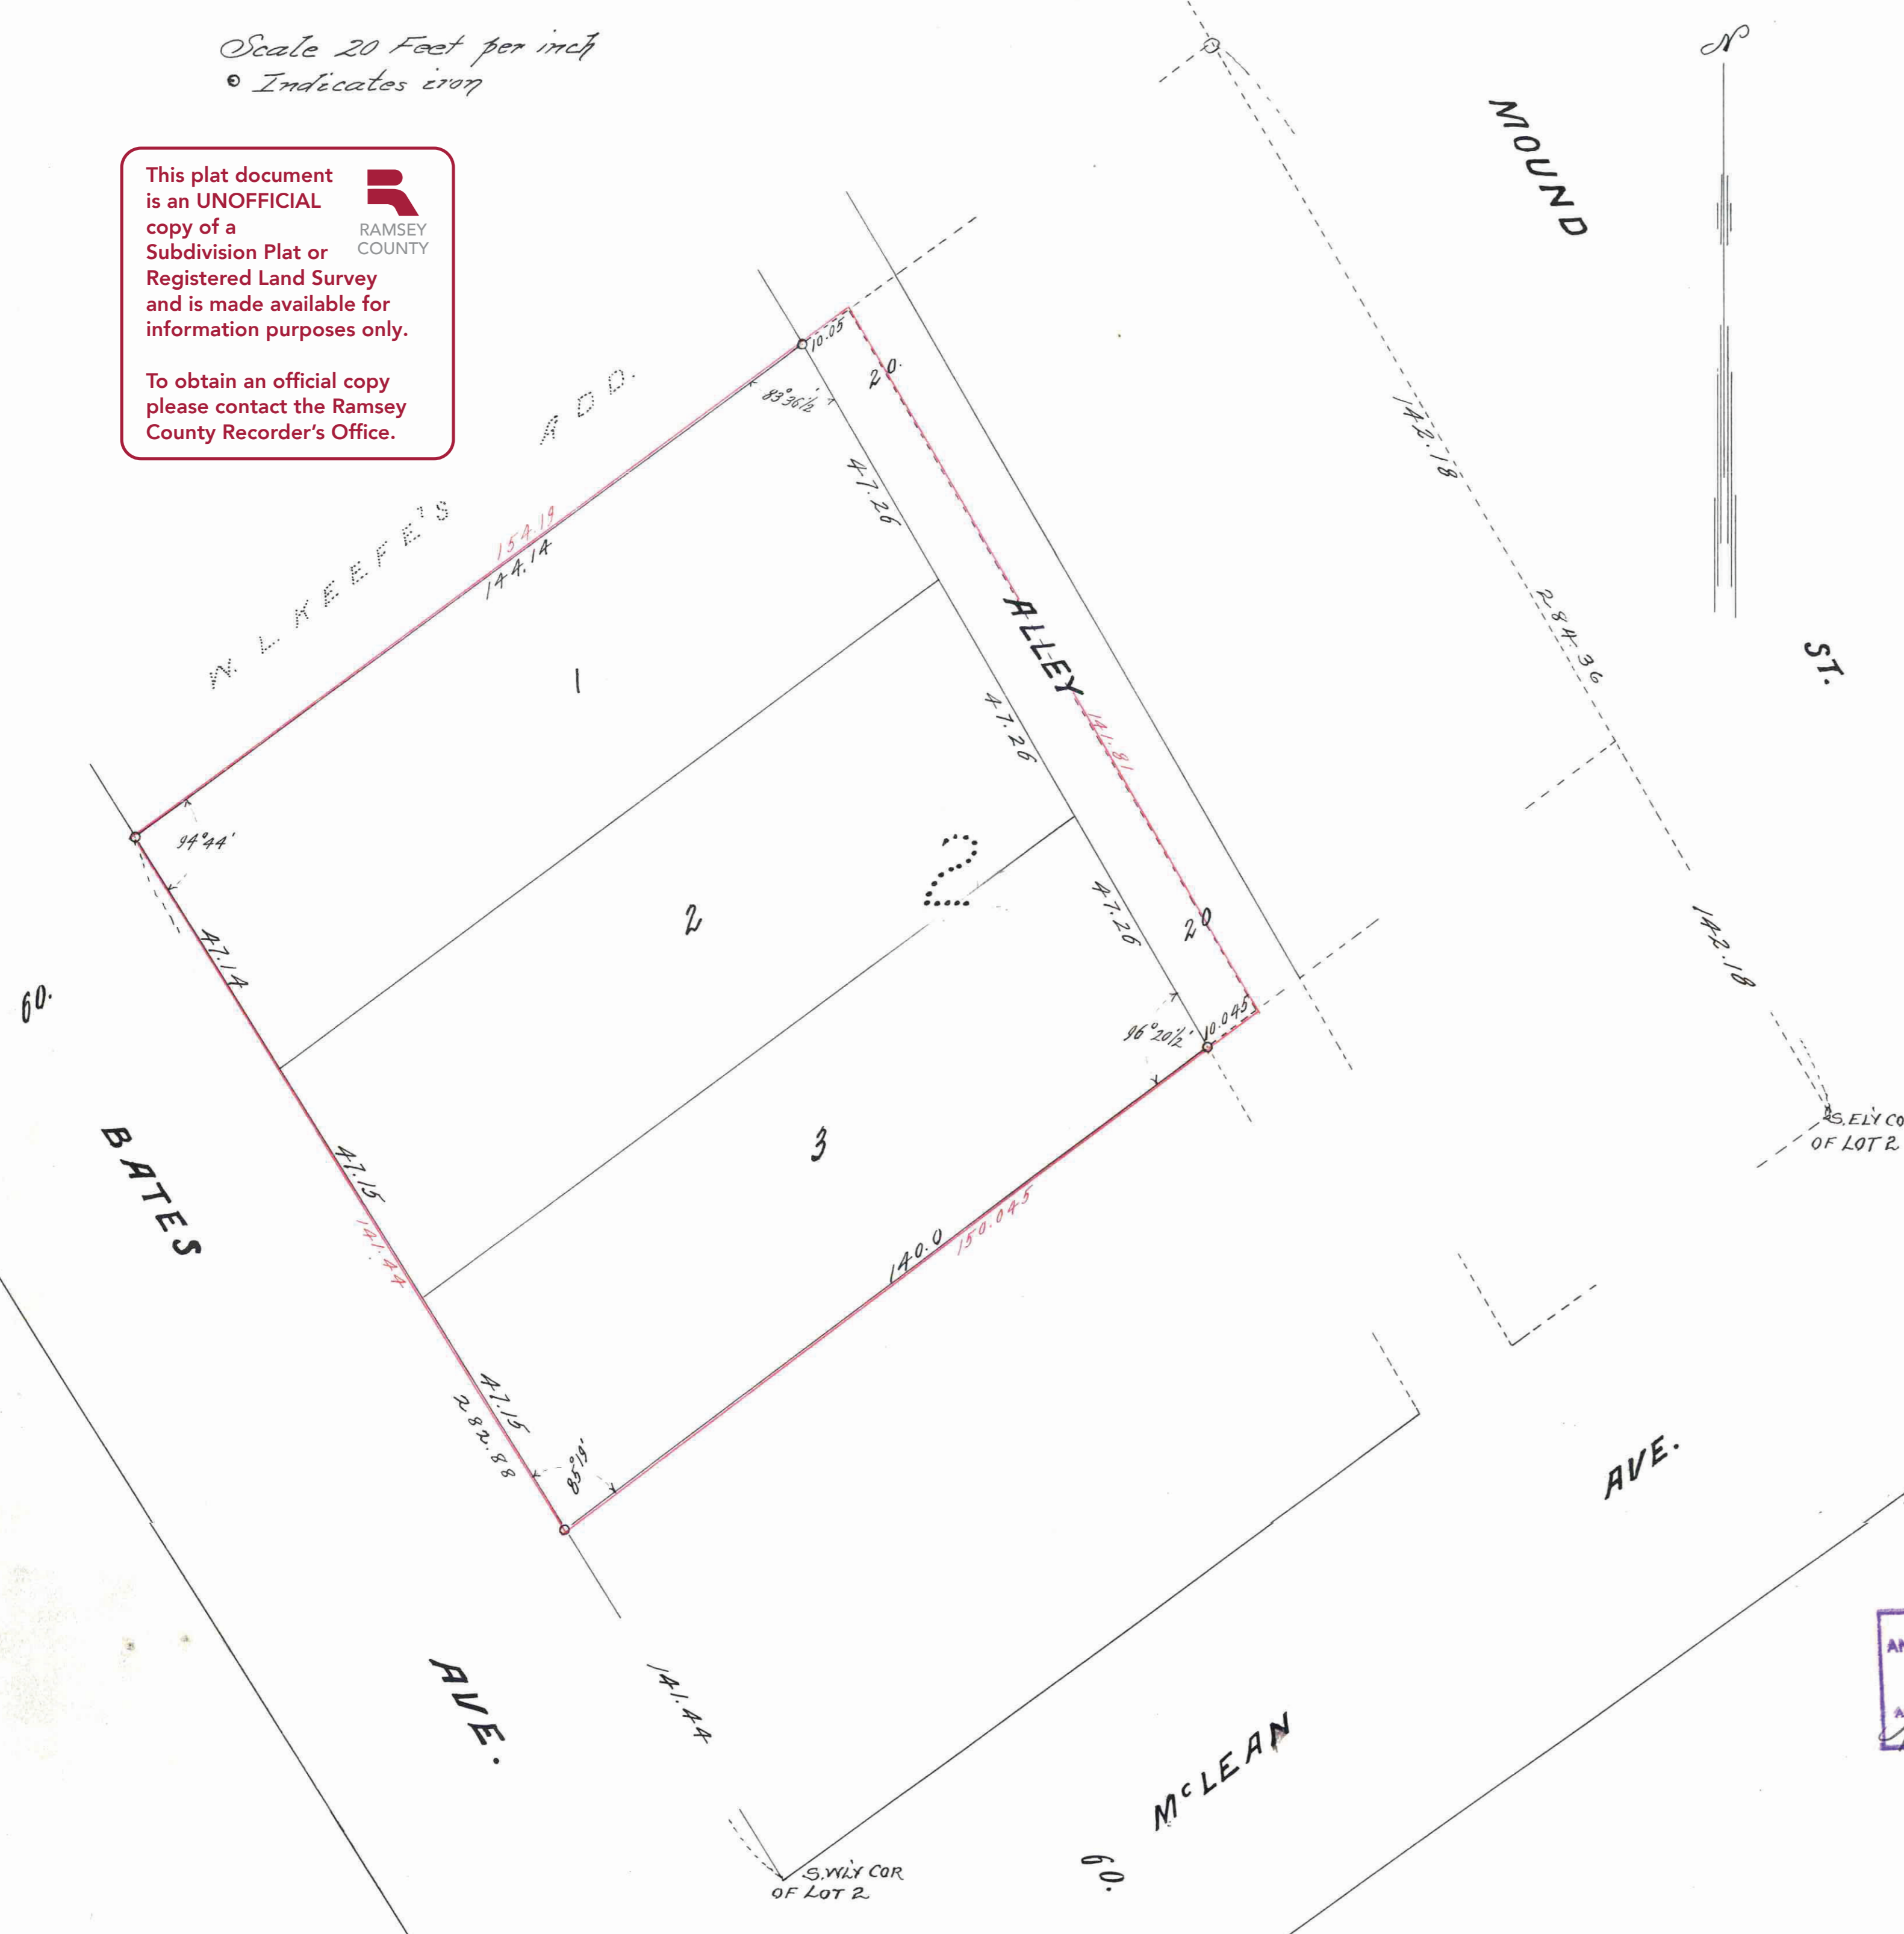 Scale 20 Feet per inch
Indicates iron
This plat document
is an UNOFFICIAL
copy of a
Subdivision Plat or
Registered Land Survey
and is made available for
information purposes only.
To obtain an official copy
please contact the Ramsey
County Recorder's Office.
RAMSEY
COUNTY
N
MOUND
ST.
142.18
284.36
142.18
S.ELY CO
OF LOT 2
W. L. KEEFE'S ADD.
10.05
20.
83°36½'
47.26
154.19
144.14
ALLEY
1
47.26
141.81
94°44'
2
2
47.26
20
47.14
60.
96°20½'
10.045
3
BATES
47.15
141.44
140.0
150.045
47.15
282.88
85°19'
AVE.
AVE.
141.44
McLEAN
60.
S.WLY COR
OF LOT 2